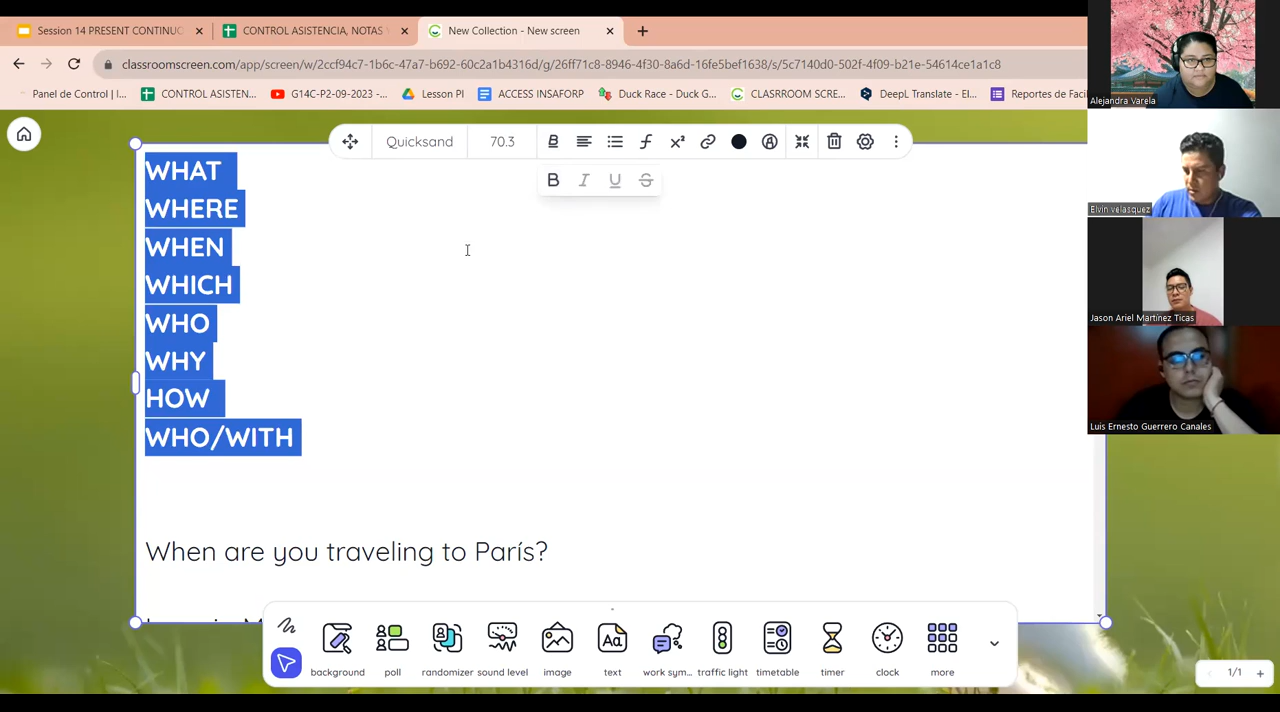 Session 14 PRESENT CONTINUO
CONTROL ASISTENCIA, NOTAS
New Collection - New screen
classroomscreen.com/app/screen/w/2ccf94c7-1b6c-47a7-b692-60c2a1b4316d/g/26ff71c8-8946-4f30-8a6d-16fe5bef1638/s/5c7140d0-502f-4f09-b21e-54614ce1a1c8
Panel de Control | I...
CONTROL ASISTEN...
G14C-P2-09-2023 -...
Lesson PI
ACCESS INSAFORP
Duck Race - Duck G...
CLASRROOM SCRE...
DeepL Translate - El...
Reportes de Facili
Alejandra Varela
Elvin velasquez
Jason Ariel Martínez Ticas
Luis Ernesto Guerrero Canales
Quicksand 70.3
WHAT
WHERE
WHEN
WHICH
WHO
WHY
HOW
WHO/WITH
When are you traveling to París?
background
poll
randomizer
sound level
image
text
work sym...
traffic light
timetable
timer
clock
more
1/1